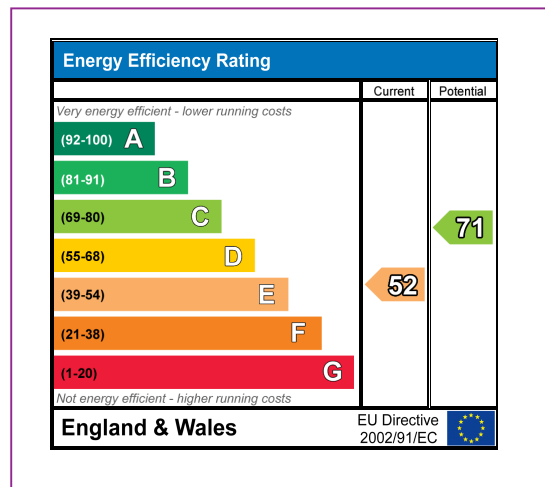 Energy Efficiency Rating
Current Potential
Very energy efficient - lower running costs
(92-100) A
(81-91) B
(69-80) C
71
(55-68) D
(39-54) E
52
(21-38) F
(1-20) G
Not energy efficient - higher running costs
England & Wales
EU Directive
2002/91/EC